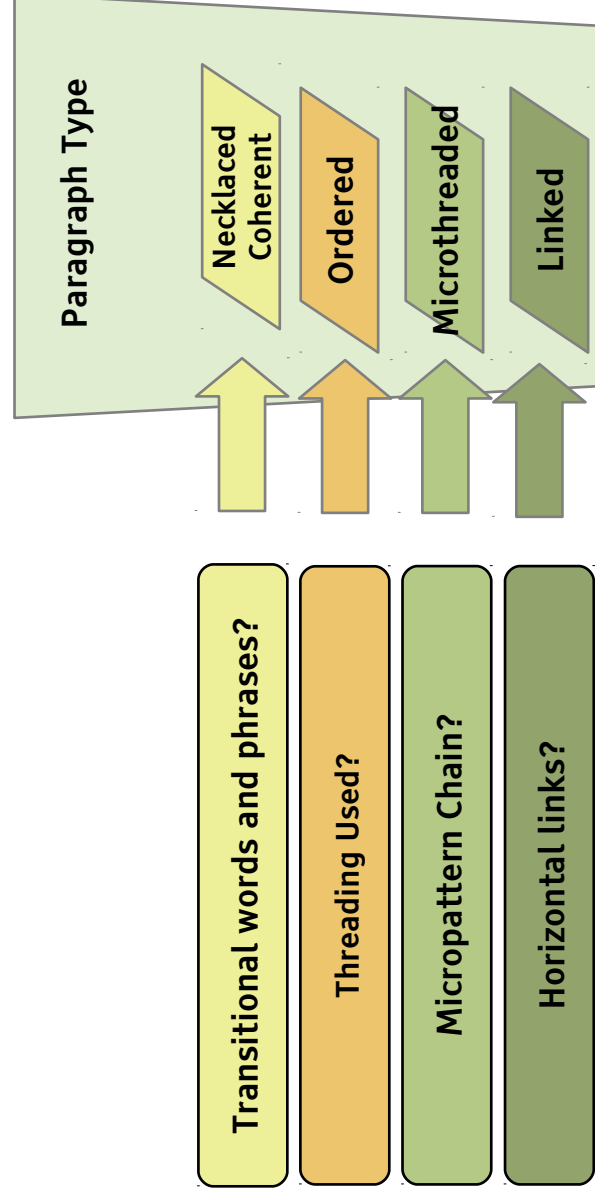 Paragraph Type
Transitional words and phrases?
Necklaced
Coherent
Threading Used?
Ordered
Micropattern Chain?
Microthreaded
Horizontal links?
Linked